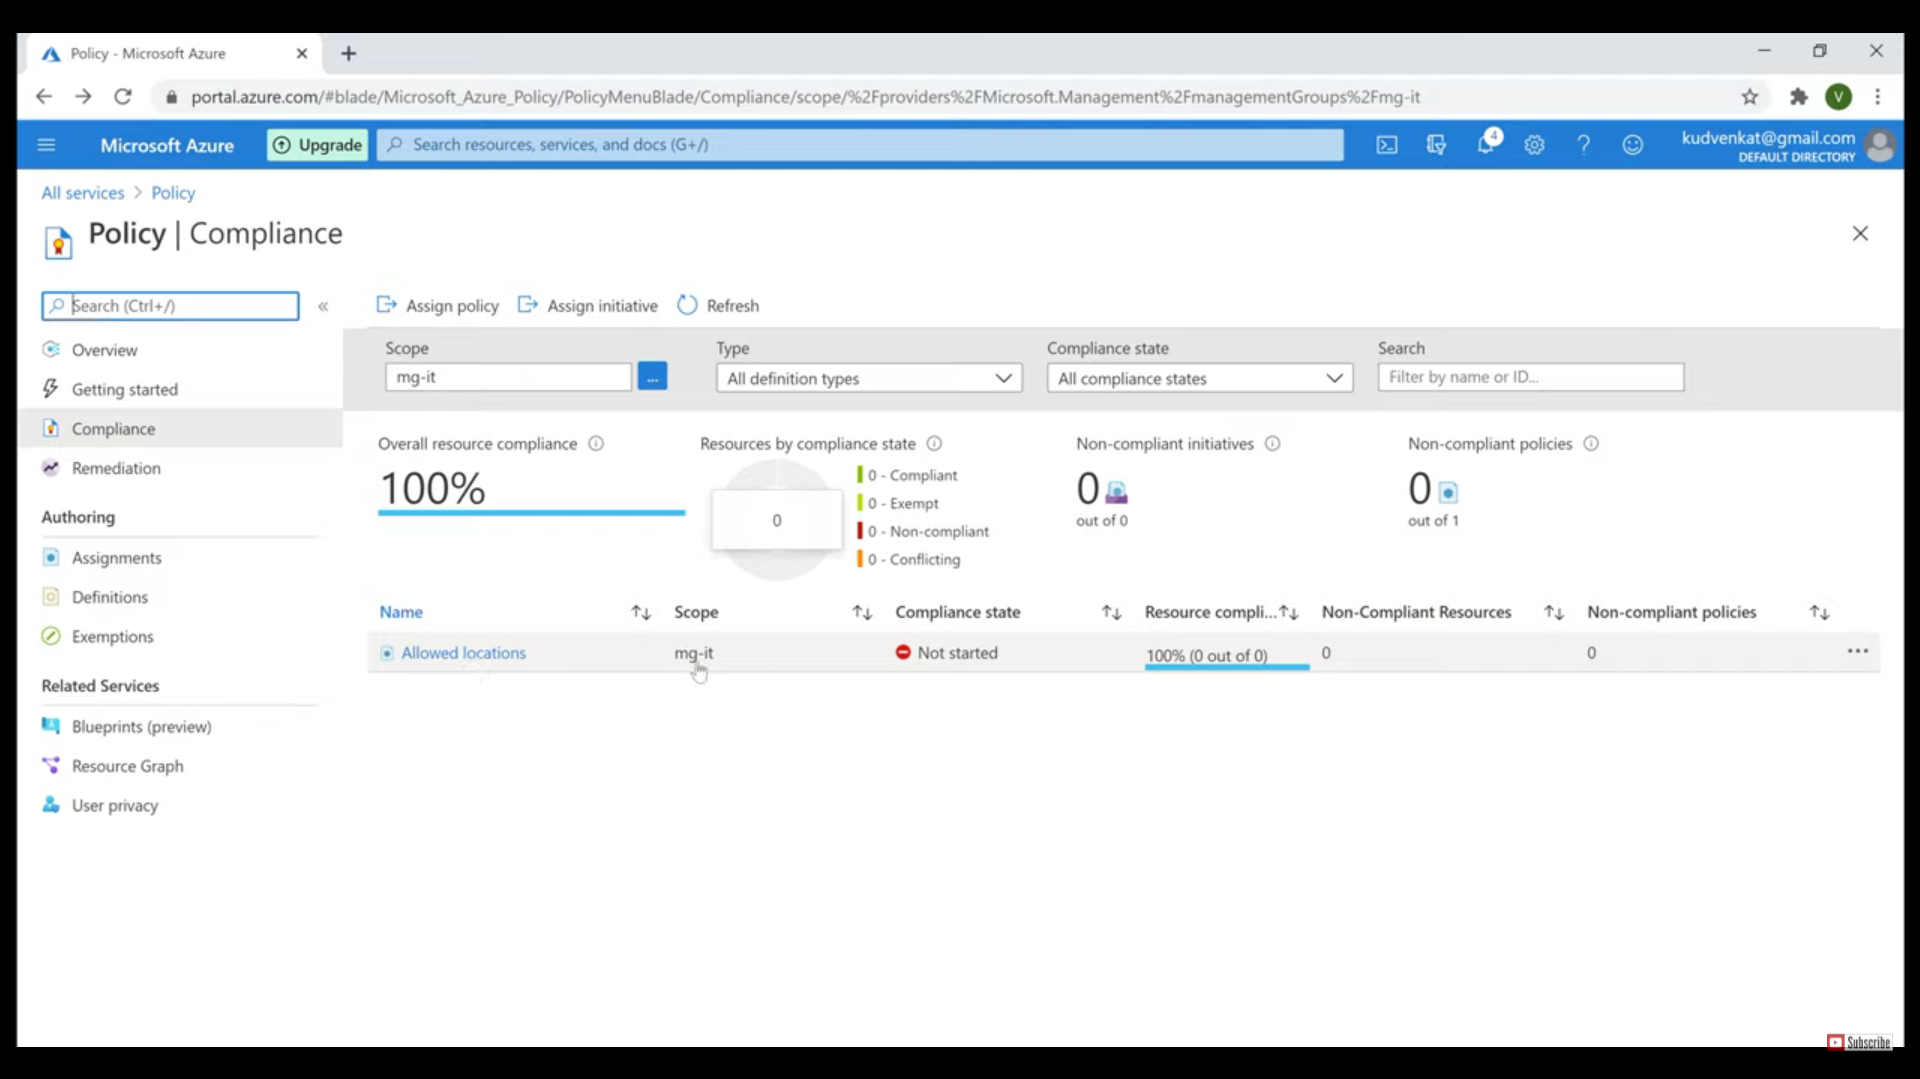 Policy - Microsoft Azure
portal.azure.com/#blade/Microsoft_Azure_Policy/PolicyMenuBlade/Compliance/scope/%2Fproviders%2FMicrosoft.Management%2FmanagementGroups%2Fmg-it
V
Microsoft Azure
Upgrade
Search resources, services, and docs (G+/)
4
kudvenkat@gmail.com
DEFAULT DIRECTORY
All services > Policy
Policy | Compliance
Search (Ctrl+/)
Assign policy
Assign initiative
Refresh
Overview
Getting started
Compliance
Remediation
Authoring
Assignments
Definitions
Exemptions
Related Services
Blueprints (preview)
Resource Graph
User privacy
Scope
Type
Compliance state
Search
mg-it
...
All definition types
All compliance states
Filter by name or ID...
Overall resource compliance
100%
Resources by compliance state
0
0 - Compliant
0 - Exempt
0 - Non-compliant
0 - Conflicting
Non-compliant initiatives
0
out of 0
Non-compliant policies
0
out of 1
Name Scope Compliance state Resource compli... Non-Compliant Resources Non-compliant policies
Allowed locations mg-it Not started 100% (0 out of 0) 0 0 ...
Subscribe